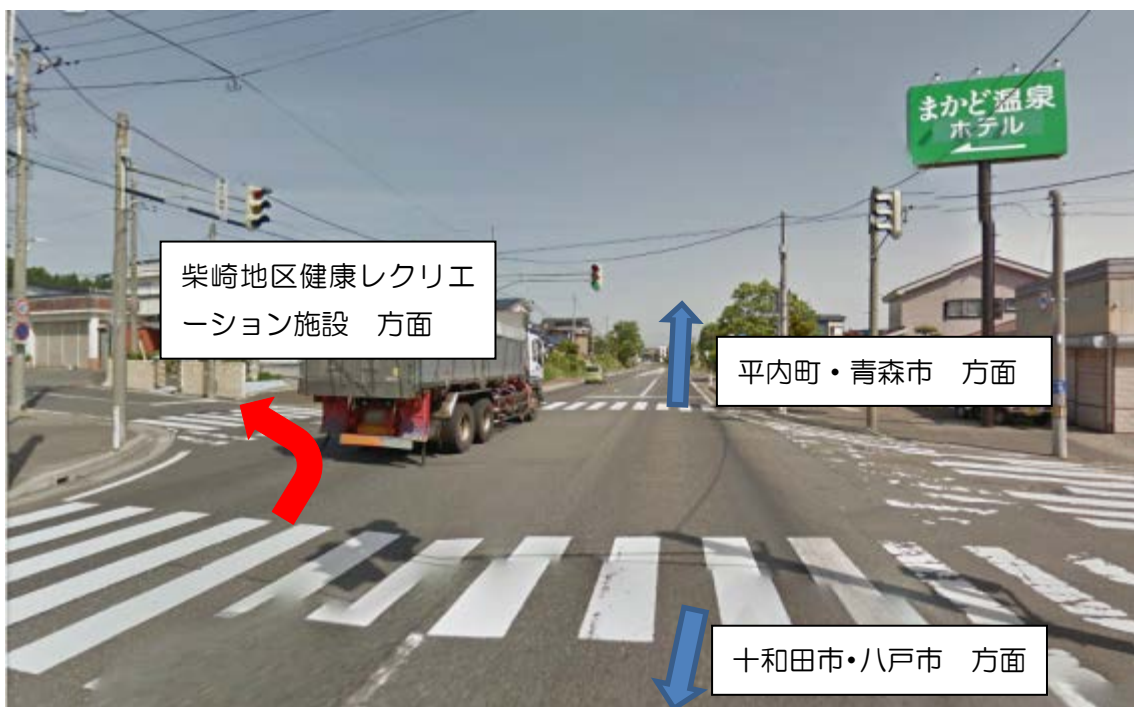 まかど温泉
ホテル
柴崎地区健康レクリエ
ーション施設　方面
平内町・青森市　方面
十和田市・八戸市　方面